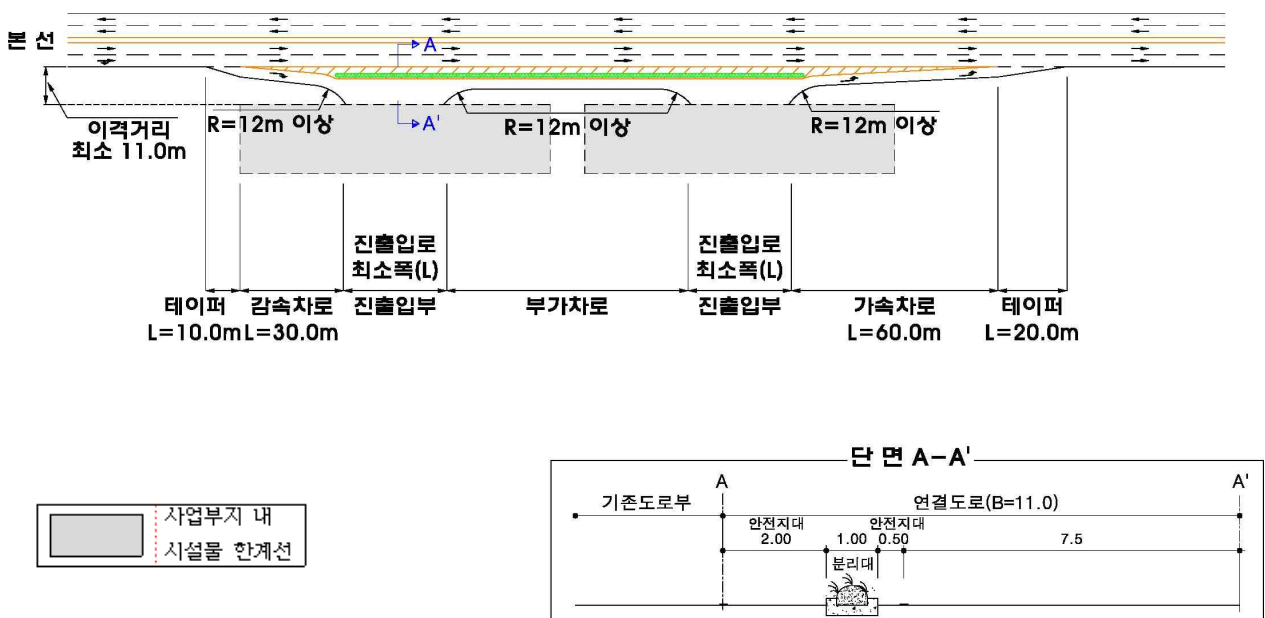 본 선
A
A'
이격거리
최소 11.0m
R=12m 이상
R=12m 이상
R=12m 이상
진출입로
최소폭(L)
진출입로
최소폭(L)
테이퍼
L=10.0m
감속차로
L=30.0m
진출입부
부가차로
진출입부
가속차로
L=60.0m
테이퍼
L=20.0m
사업부지 내
시설물 한계선
단 면 A-A'
A
A'
기존도로부
연결도로(B=11.0)
안전지대
2.00
1.00
안전지대
0.50
7.5
분리대